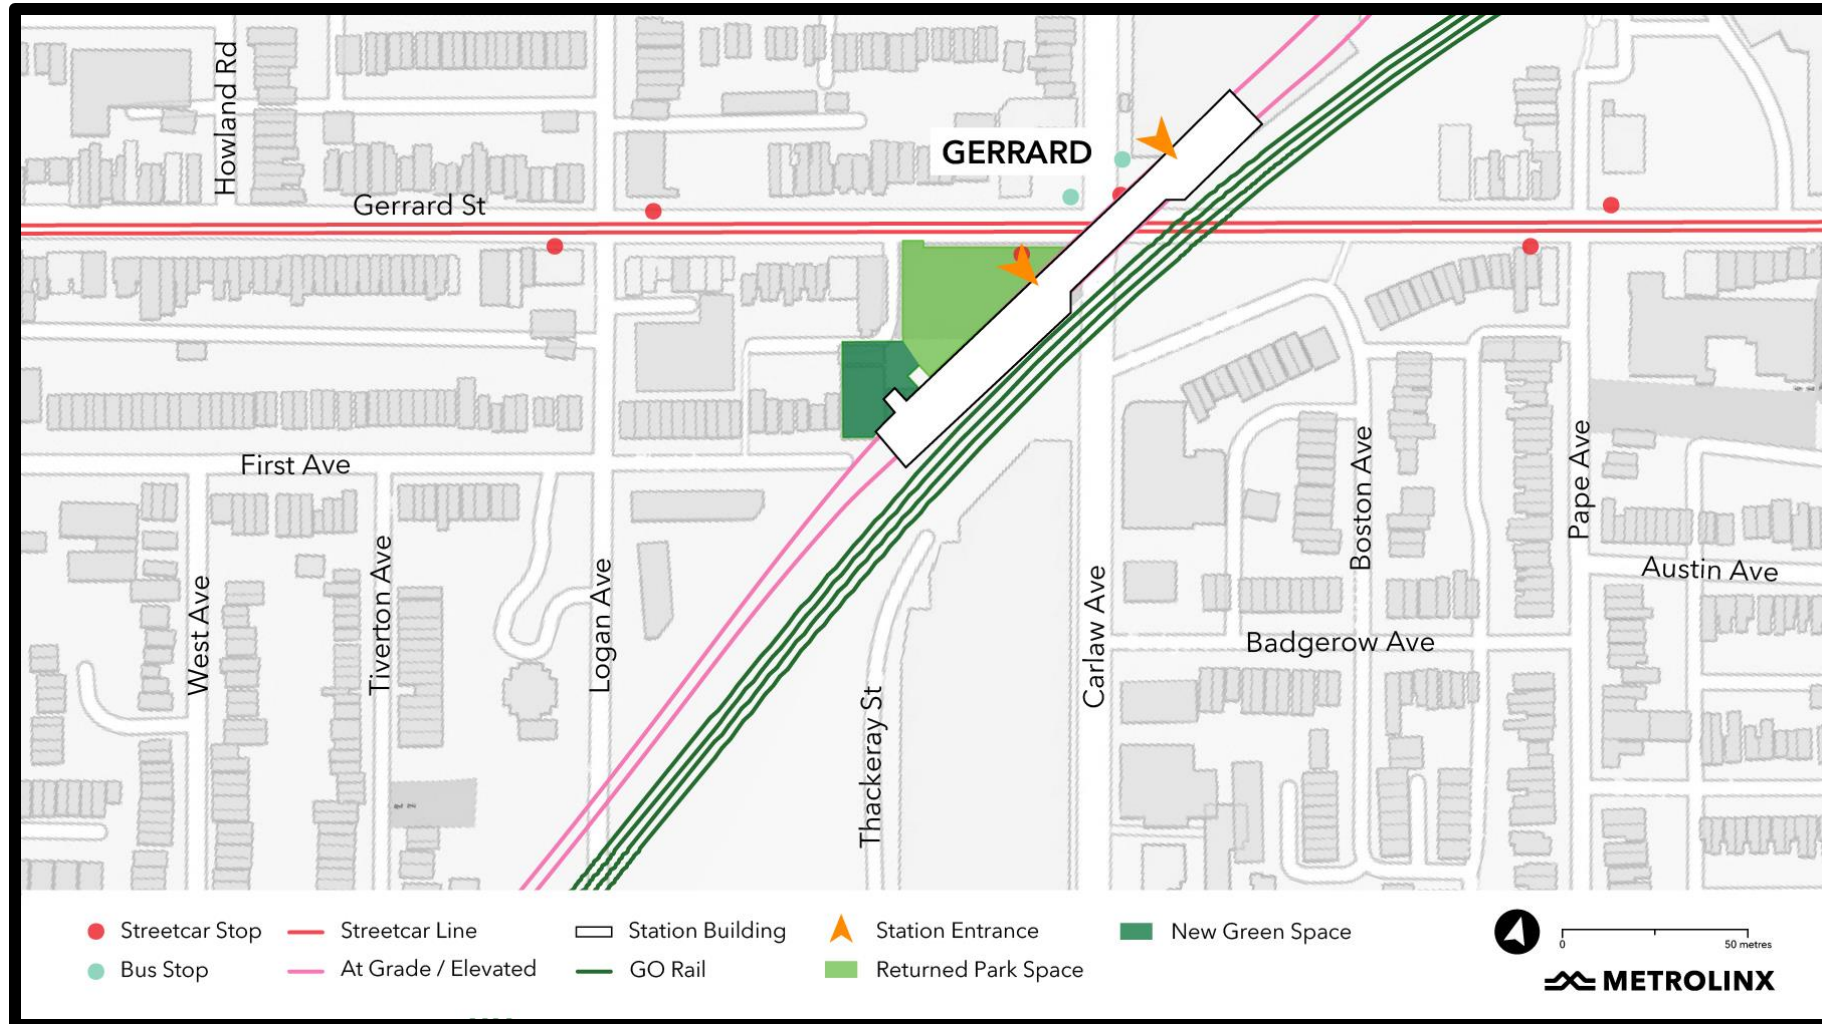 Howland Rd
GERRARD
Gerrard St
First Ave
West Ave
Tiverton Ave
Logan Ave
Thackeray St
Carlaw Ave
Boston Ave
Pape Ave
Austin Ave
Badgerow Ave
Streetcar Stop
Streetcar Line
Station Building
Station Entrance
New Green Space
Bus Stop
At Grade / Elevated
GO Rail
Returned Park Space
0
50 metres
METROLINX